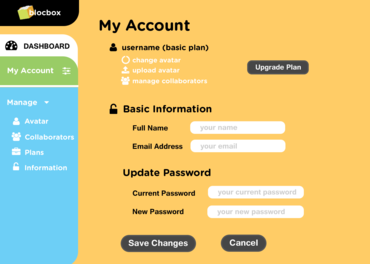 blocbox
DASHBOARD
My Account
Manage
Avatar
Collaborators
Plans
Information
My Account
username (basic plan)
change avatar
upload avatar
manage collaborators
Upgrade Plan
Basic Information
Full Name your name
Email Address your email
Update Password
Current Password your current password
New Password your new password
Save Changes Cancel